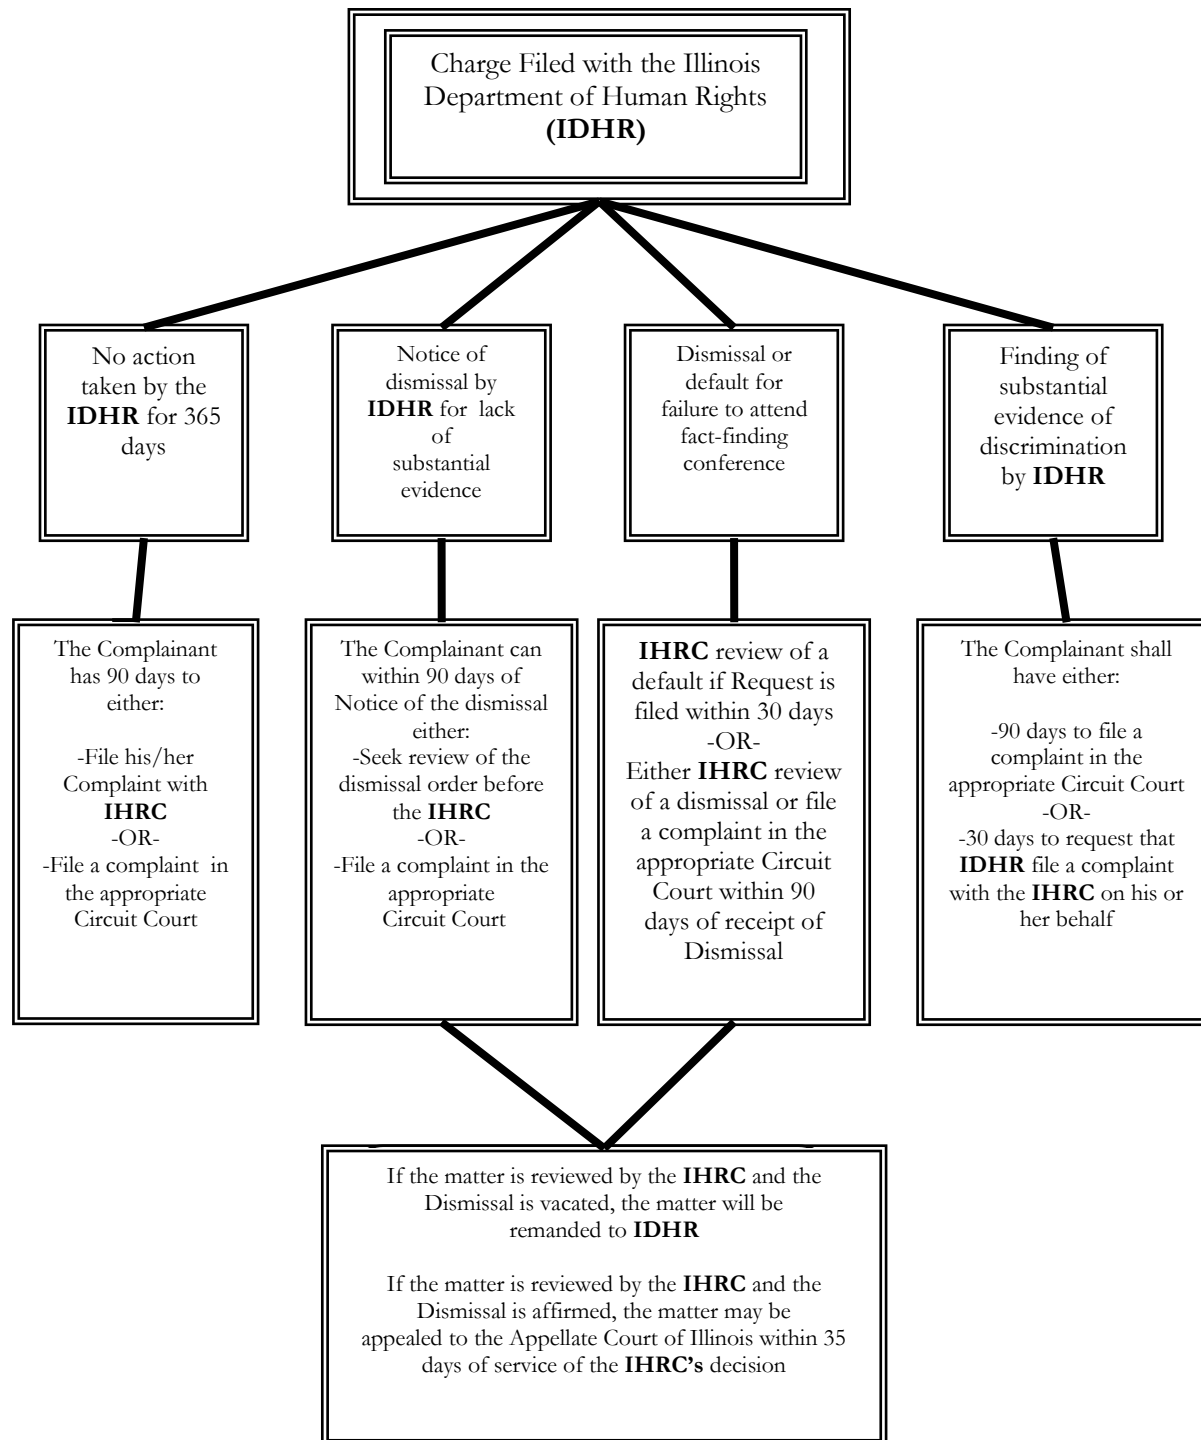 Charge Filed with the Illinois
Department of Human Rights
(IDHR)
No action
taken by the
IDHR for 365
days
Notice of
dismissal by
IDHR for lack
of
substantial
evidence
Dismissal or
default for
failure to attend
fact-finding
conference
Finding of
substantial
evidence of
discrimination
by IDHR
The Complainant
has 90 days to
either:
-File his/her
Complaint with
IHRC
-OR-
-File a complaint in
the appropriate
Circuit Court
The Complainant can
within 90 days of
Notice of the dismissal
either:
-Seek review of the
dismissal order before
the IHRC
-OR-
-File a complaint in the
appropriate
Circuit Court
IHRC review of a
default if Request is
filed within 30 days
-OR-
Either IHRC review
of a dismissal or file
a complaint in the
appropriate Circuit
Court within 90
days of receipt of
Dismissal
The Complainant shall
have either:
-90 days to file a
complaint in the
appropriate Circuit Court
-OR-
-30 days to request that
IDHR file a complaint
with the IHRC on his or
her behalf
If the matter is reviewed by the IHRC and the
Dismissal is vacated, the matter will be
remanded to IDHR
If the matter is reviewed by the IHRC and the
Dismissal is affirmed, the matter may be
appealed to the Appellate Court of Illinois within 35
days of service of the IHRC’s decision